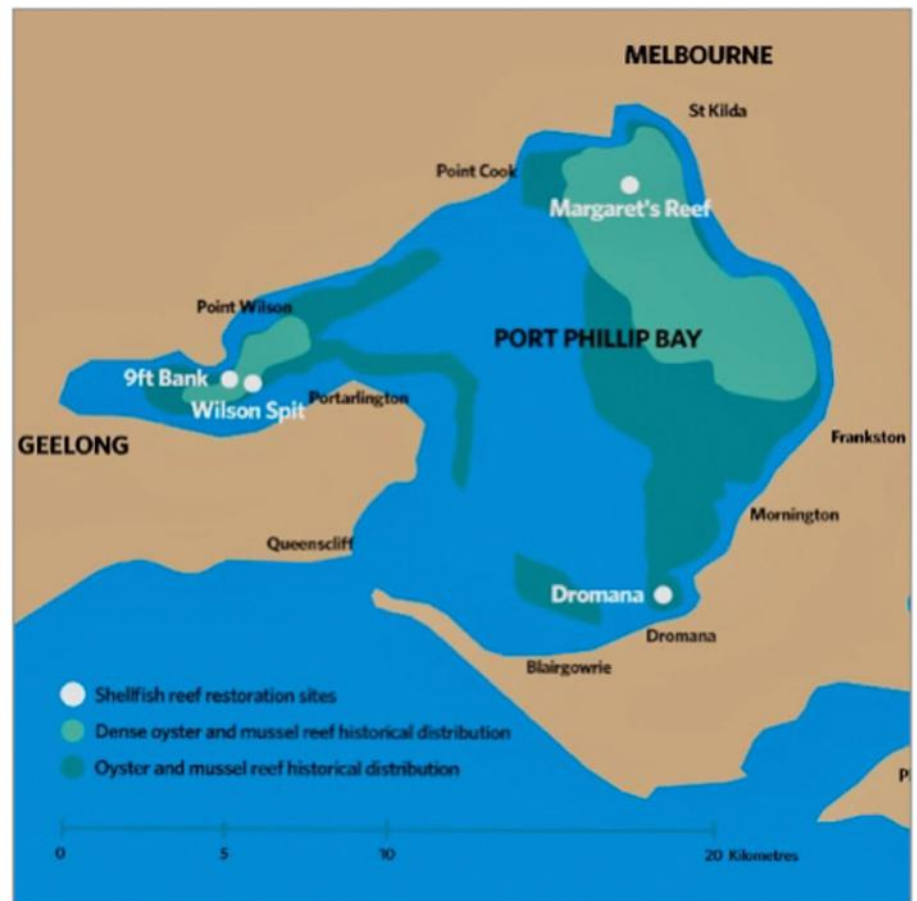 MELBOURNE
St Kilda
Point Cook
Margaret's Reef
Point Wilson
PORT PHILLIP BAY
9ft Bank
Wilson Spit
Portarlington
GEELONG
Frankston
Mornington
Queenscliff
Dromana
Dromana
Blairgowrie
Shellfish reef restoration sites
Dense oyster and mussel reef historical distribution
Oyster and mussel reef historical distribution
P
0 5 10 20 Kilometres